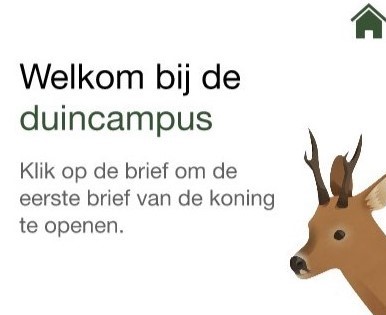 Welkom bij de
duincampus
Klik op de brief om de
eerste brief van de koning
te openen.